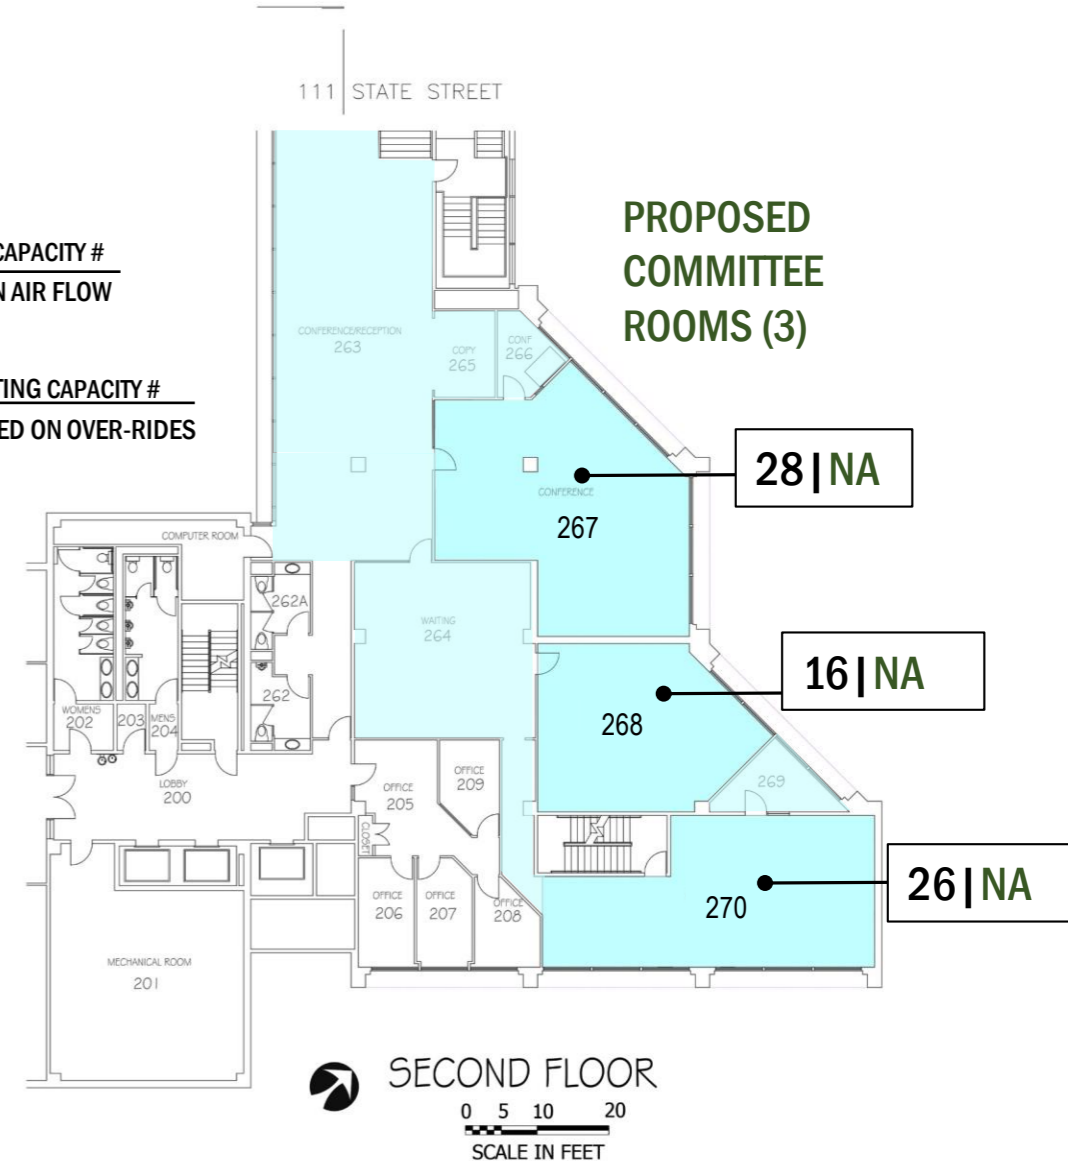 111 STATE STREET
PROPOSED
COMMITTEE
ROOMS (3)
CAPACITY #
AIR FLOW
CAPACITY #
ON OVER-RIDES
CONFERENCE/RECEPTION
263
COPY
265
CONF
266
28|NA
CONFERENCE
267
COMPUTER ROOM
262A
WAITING
264
16|NA
268
262
WOMENS
202
203
MENS
204
LOBBY
200
OFFICE
205
OFFICE
209
269
CLOSET
26|NA
270
OFFICE
206
OFFICE
207
OFFICE
208
MECHANICAL ROOM
201
SECOND FLOOR
0 5 10 20
SCALE IN FEET